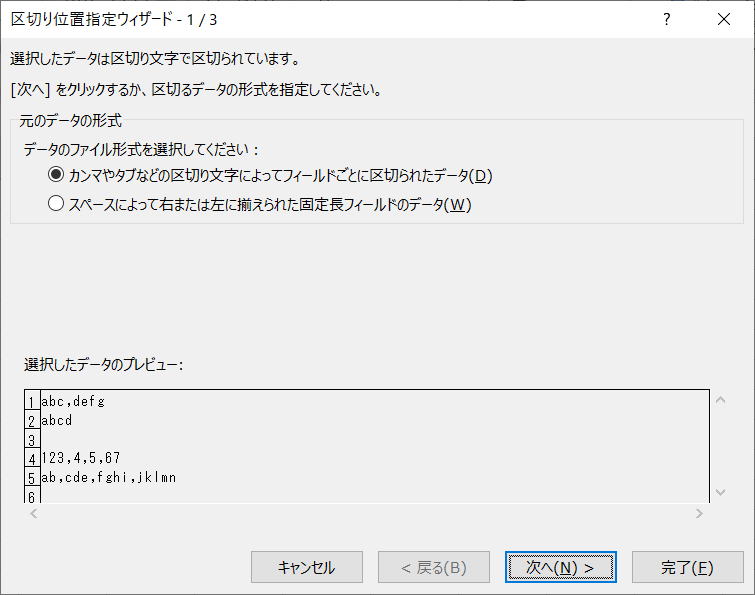 区切り位置指定ウィザード - 1 / 3
?
選択したデータは区切り文字で区切られています。
[次へ] をクリックするか、区切るデータの形式を指定してください。
元のデータの形式
データのファイル形式を選択してください：
カンマやタブなどの区切り文字によってフィールドごとに区切られたデータ(D)
スペースによって右または左に揃えられた固定長フィールドのデータ(W)
選択したデータのプレビュー:
1 abc,defg
2 abcd
3
4 123,4,5,67
5 ab,cde,fghi,jklmn
6
キャンセル
< 戻る(B)
次へ(N) >
完了(F)